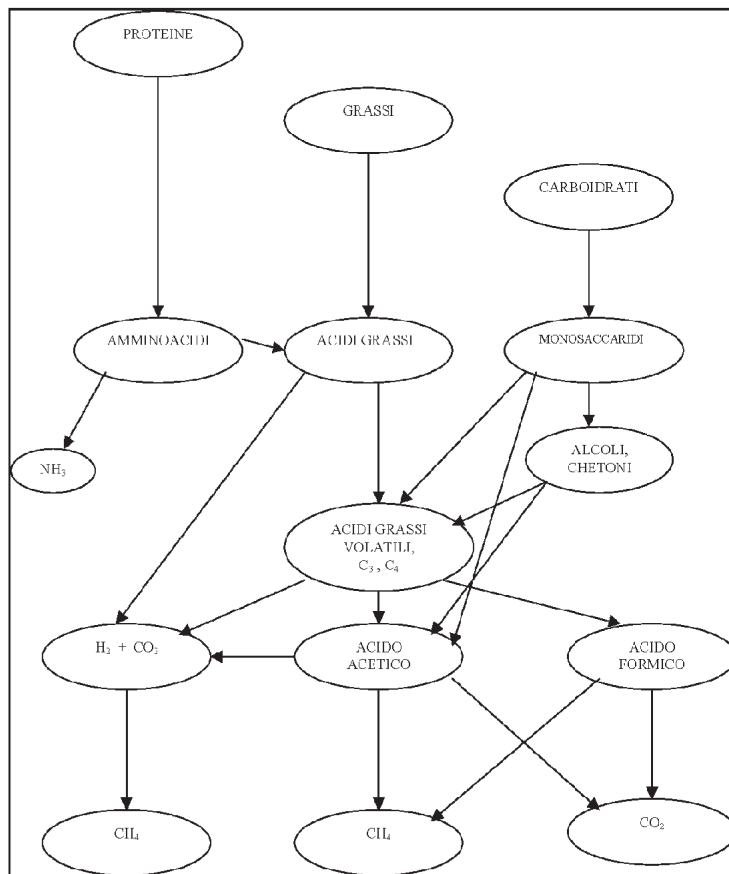 PROTEINE
GRASSI
CARBOIDRATI
AMMINOACIDI
ACIDI GRASSI
MONOSACCARIDI
NH₃
ALCOLI,
CHETONI
ACIDI GRASSI
VOLATILI,
C₃ , C₄
H₂ + CO₂
ACIDO
ACETICO
ACIDO
FORMICO
CH₄
CH₄
CO₂